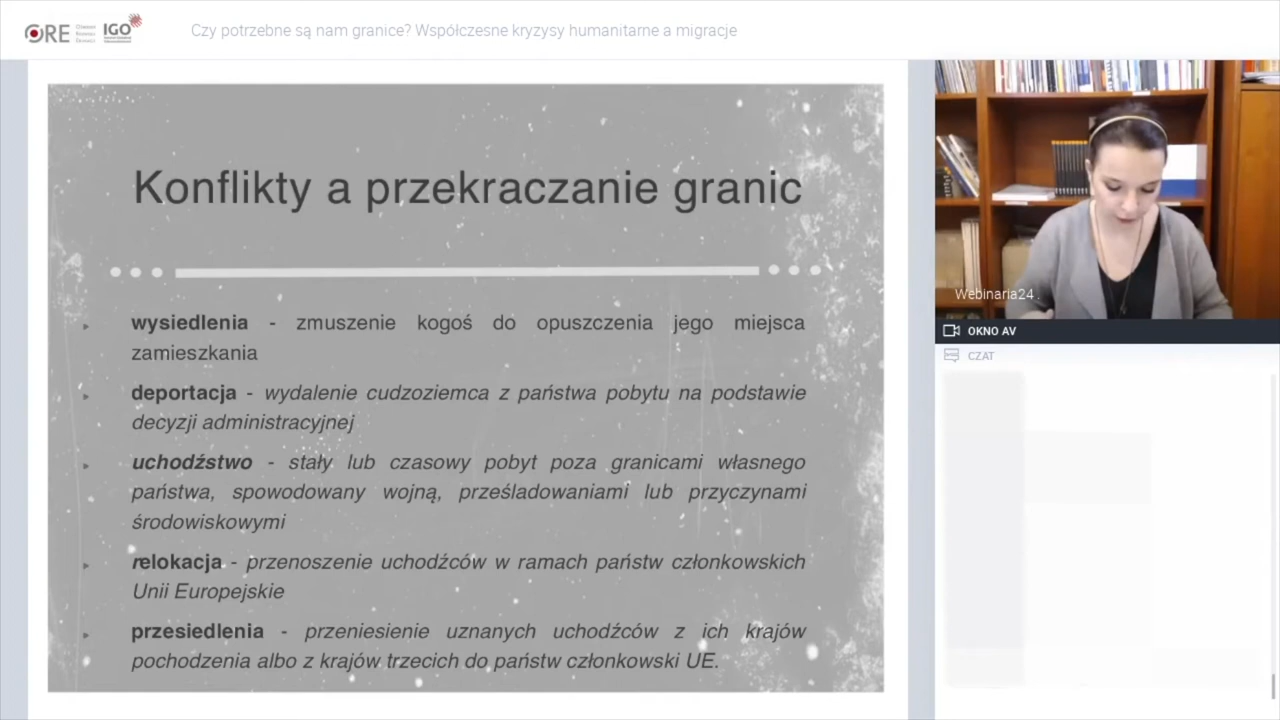 ORE
IGO
Czy potrzebne są nam granice? Współczesne kryzysy humanitarne a migracje
Konflikty a przekraczanie granic
wysiedlenia - zmuszenie kogoś do opuszczenia jego miejsca
zamieszkania
deportacja - wydalenie cudzoziemca z państwa pobytu na podstawie
decyzji administracyjnej
uchodźstwo - stały lub czasowy pobyt poza granicami własnego
państwa, spowodowany wojną, prześladowaniami lub przyczynami
środowiskowymi
relokacja - przenoszenie uchodźców w ramach państw członkowskich
Unii Europejskie
przesiedlenia - przeniesienie uznanych uchodźców z ich krajów
pochodzenia albo z krajów trzecich do państw członkowski UE.
Webinaria24 .
OKNO AV
CZAT